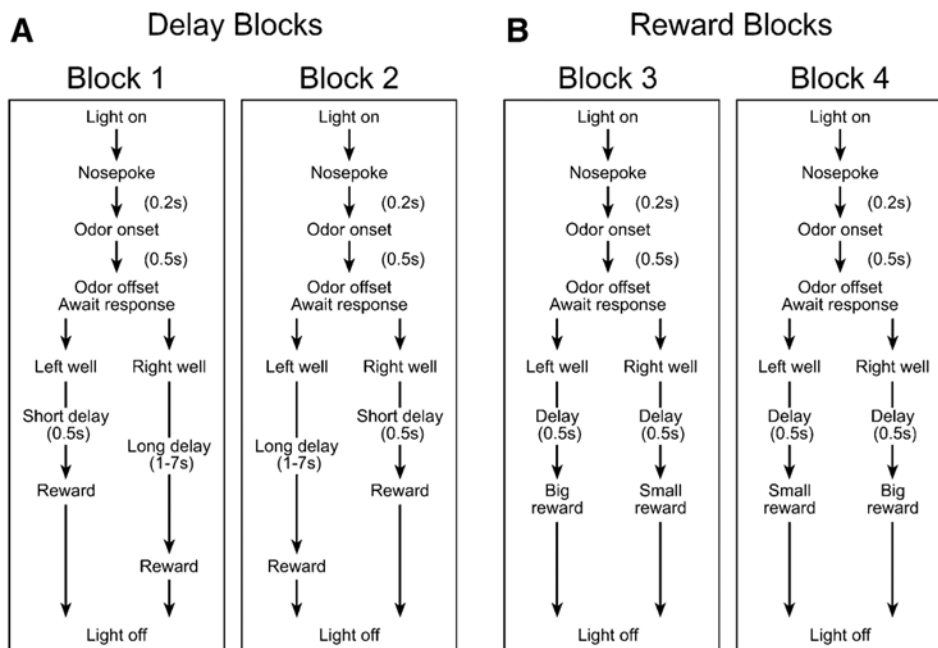 A
Delay Blocks
Block 1
Light on
Nosepoke
(0.2s)
Odor onset
(0.5s)
Odor offset
Await response
Left well
Right well
Short delay
(0.5s)
Long delay
(1-7s)
Reward
Reward
Light off
Block 2
Light on
Nosepoke
(0.2s)
Odor onset
(0.5s)
Odor offset
Await response
Left well
Right well
Short delay
(0.5s)
Long delay
(1-7s)
Reward
Reward
Light off
B
Reward Blocks
Block 3
Light on
Nosepoke
(0.2s)
Odor onset
(0.5s)
Odor offset
Await response
Left well
Right well
Delay
(0.5s)
Delay
(0.5s)
Big
reward
Small
reward
Light off
Block 4
Light on
Nosepoke
(0.2s)
Odor onset
(0.5s)
Odor offset
Await response
Left well
Right well
Delay
(0.5s)
Delay
(0.5s)
Small
reward
Big
reward
Light off